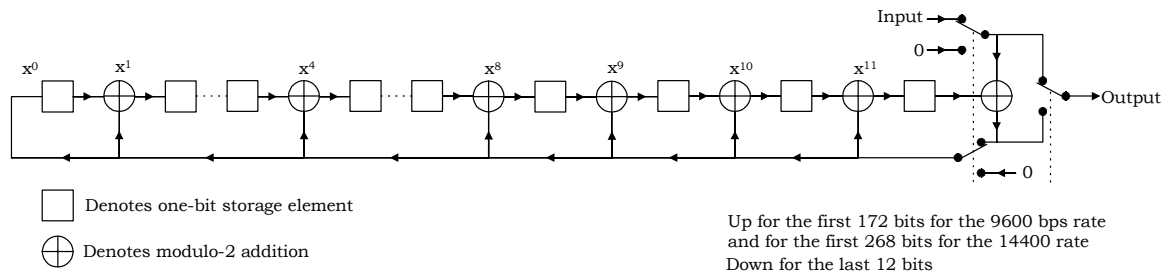 Input
0
x⁰ x¹ x⁴ x⁸ x⁹ x¹⁰ x¹¹
Output
0
Denotes one-bit storage element
Denotes modulo-2 addition
Up for the first 172 bits for the 9600 bps rate
and for the first 268 bits for the 14400 rate
Down for the last 12 bits